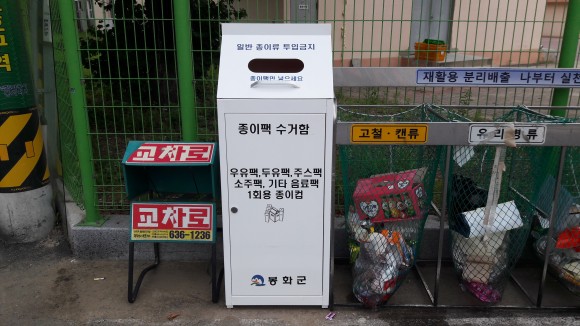 일반 종이류 투입금지
종이팩만 넣으세요
종이팩 수거함
우유팩,두유팩,주스팩
소주팩, 기타 음료팩
1회용 종이컵
봉화군
교차로
교차로
636-1236
재활용 분리배출 나부터 실천
고철·캔류
유리병류